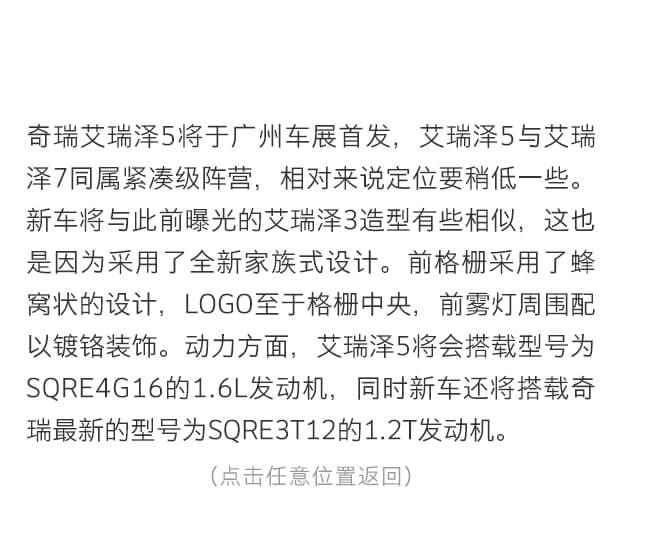 奇瑞艾瑞泽5将于广州车展首发，艾瑞泽5与艾瑞
泽7同属紧凑级阵营，相对来说定位要稍低一些。
新车将与此前曝光的艾瑞泽3造型有些相似，这也
是因为采用了全新家族式设计。前格栅采用了蜂
窝状的设计，LOGO至于格栅中央，前雾灯周围配
以镀铬装饰。动力方面，艾瑞泽5将会搭载型号为
SQRE4G16的1.6L发动机，同时新车还将搭载奇
瑞最新的型号为SQRE3T12的1.2T发动机。
（点击任意位置返回）